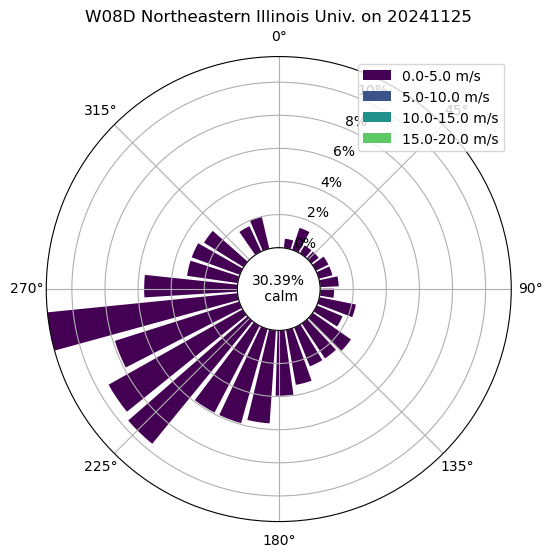 W08D Northeastern Illinois Univ. on 20241125
0°
315°
45°
0.0-5.0 m/s
5.0-10.0 m/s
10.0-15.0 m/s
15.0-20.0 m/s
10%
8%
6%
4%
2%
0%
30.39%
calm
270°
90°
225°
135°
180°